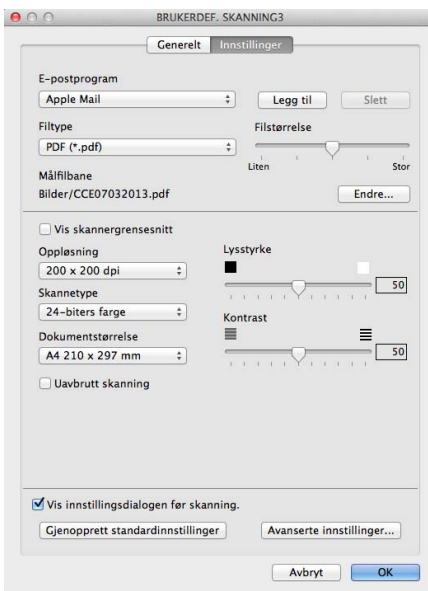 BRUKERDEF. SKANNING3
Generelt Innstillinger
E-postprogram
Apple Mail Legg til Slett
Filtype Filstørrelse
PDF (*.pdf)
Liten Stor
Målfilbane
Bilder/CCE07032013.pdf Endre...
Vis skannergrensesnitt
Oppløsning Lysstyrke
200 x 200 dpi
50
Skannetype
24-biters farge
Kontrast
Dokumentstørrelse
A4 210 x 297 mm 50
Uavbrutt skanning
Vis innstillingsdialogen før skanning.
Gjenopprett standardinnstillinger Avanserte innstillinger...
Avbryt OK